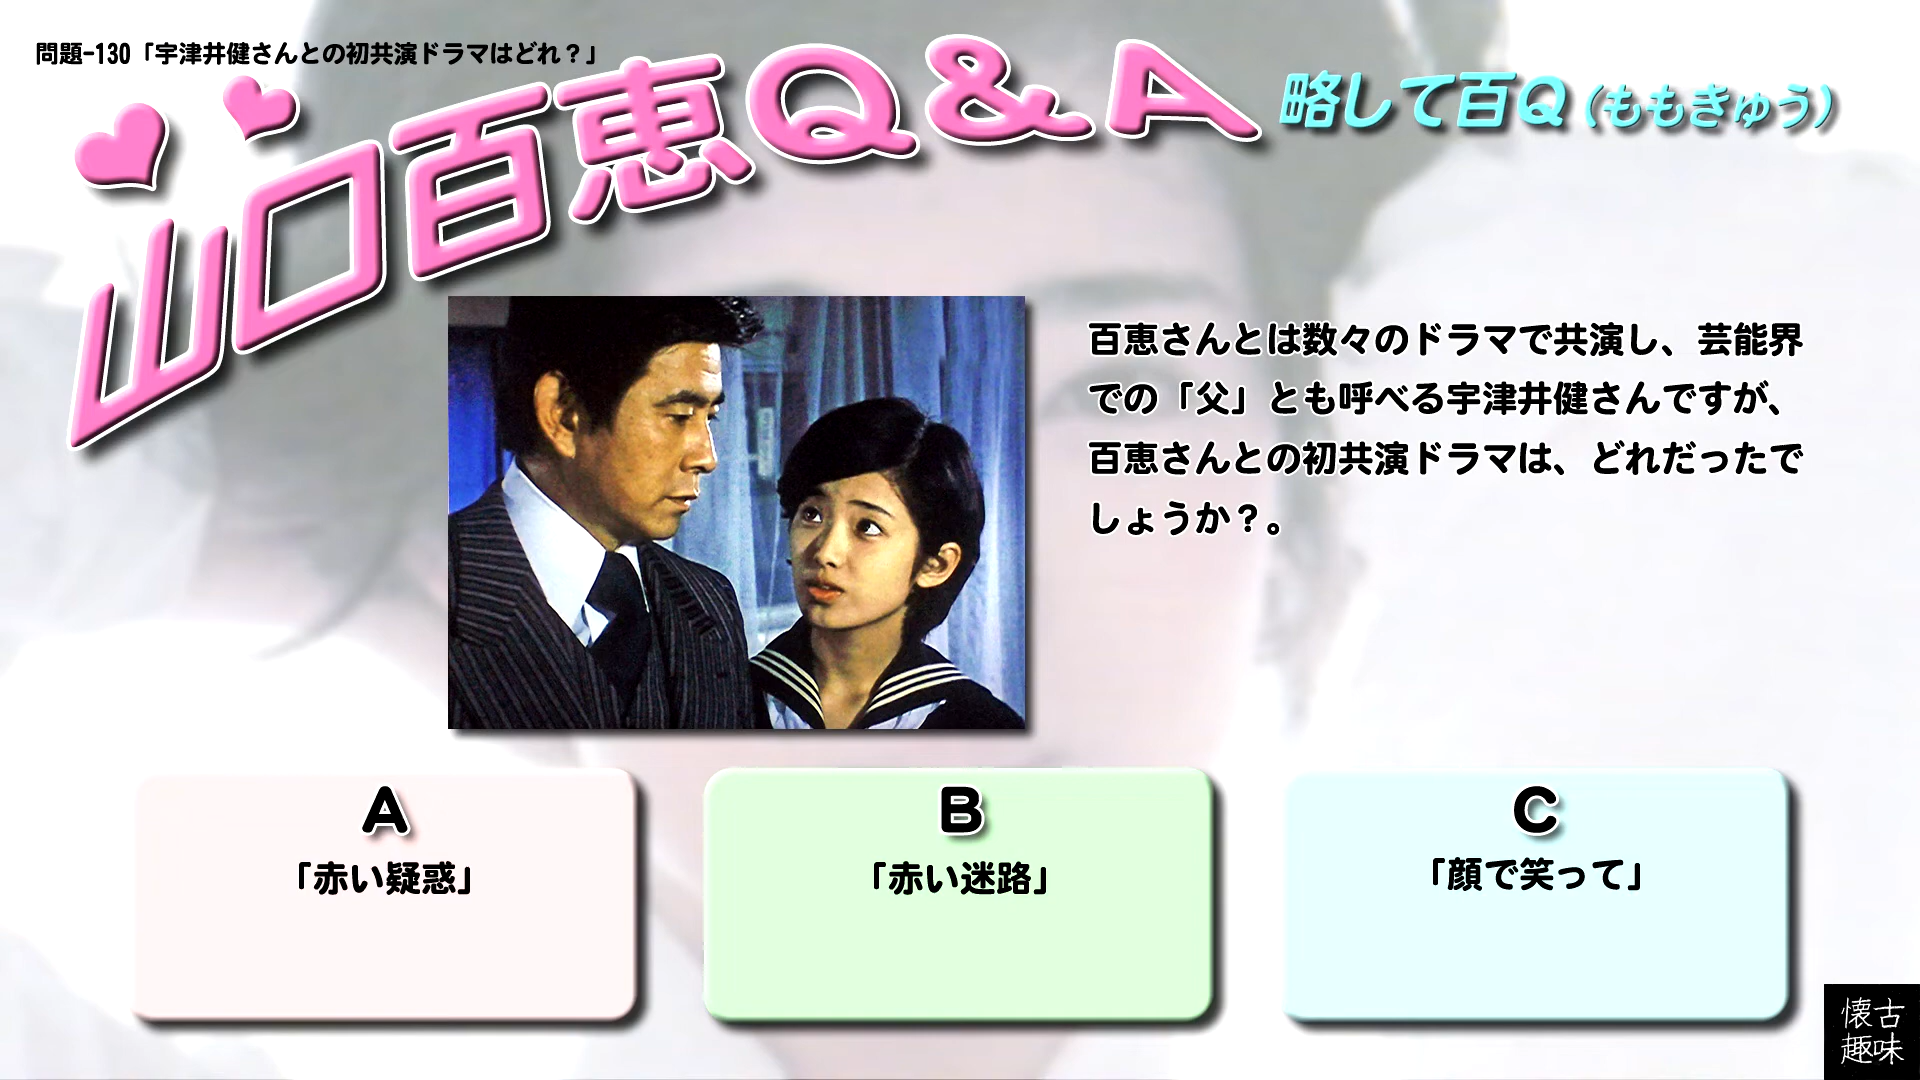 問題-130「宇津井健さんとの初共演ドラマはどれ？」
山口百恵Q&A
略して百Q（ももきゅう）
百恵さんとは数々のドラマで共演し、芸能界
での「父」とも呼べる宇津井健さんですが、
百恵さんとの初共演ドラマは、どれだったで
しょうか？。
A
「赤い疑惑」
B
「赤い迷路」
C
「顔で笑って」
懐古
趣味